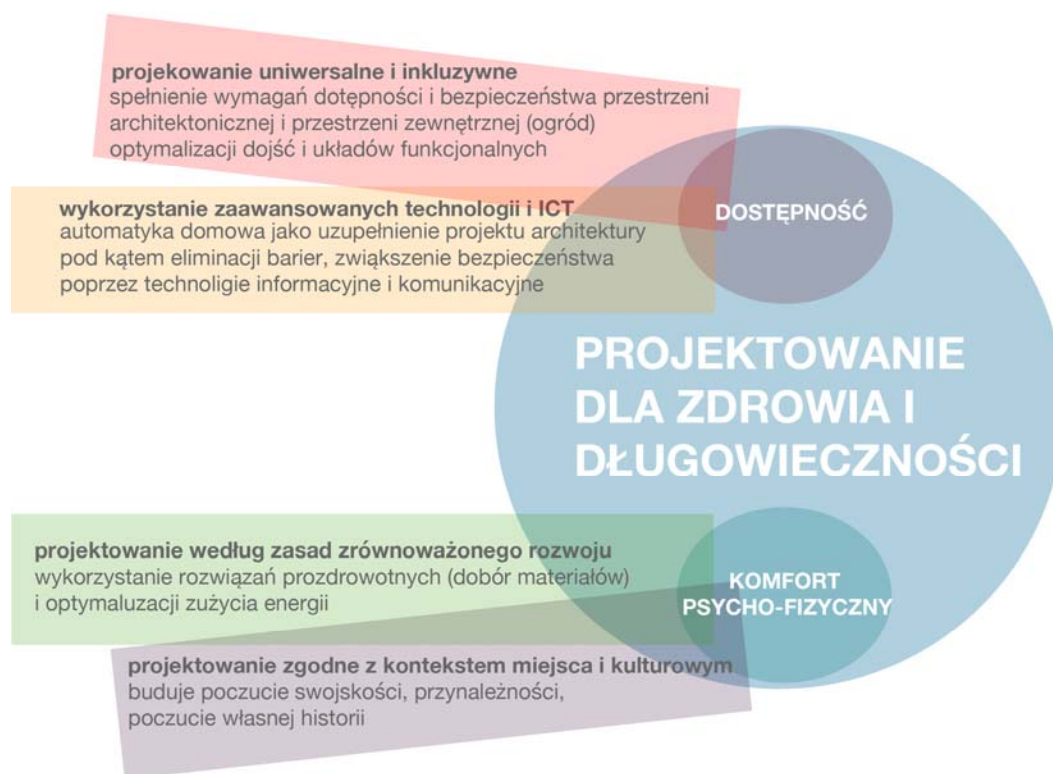 projekowanie uniwersalne i inkluzywne
spełnienie wymagań dotępności i bezpieczeństwa przestrzeni
architektonicznej i przestrzeni zewnętrznej (ogród)
optymalizacji dojść i układów funkcjonalnych
wykorzystanie zaawansowanych technologii i ICT
automatyka domowa jako uzupełnienie projektu architektury
pod kątem eliminacji barier, zwiąkszenie bezpieczeństwa
poprzez technoligie informacyjne i komunikacyjne
DOSTĘPNOŚĆ
PROJEKTOWANIE
DLA ZDROWIA I
DŁUGOWIECZNOŚCI
projektowanie według zasad zrównoważonego rozwoju
wykorzystanie rozwiązań prozdrowotnych (dobór materiałów)
i optymaluzacji zużycia energii
KOMFORT
PSYCHO-FIZYCZNY
projektowanie zgodne z kontekstem miejsca i kulturowym
buduje poczucie swojskości, przynależności,
poczucie własnej historii